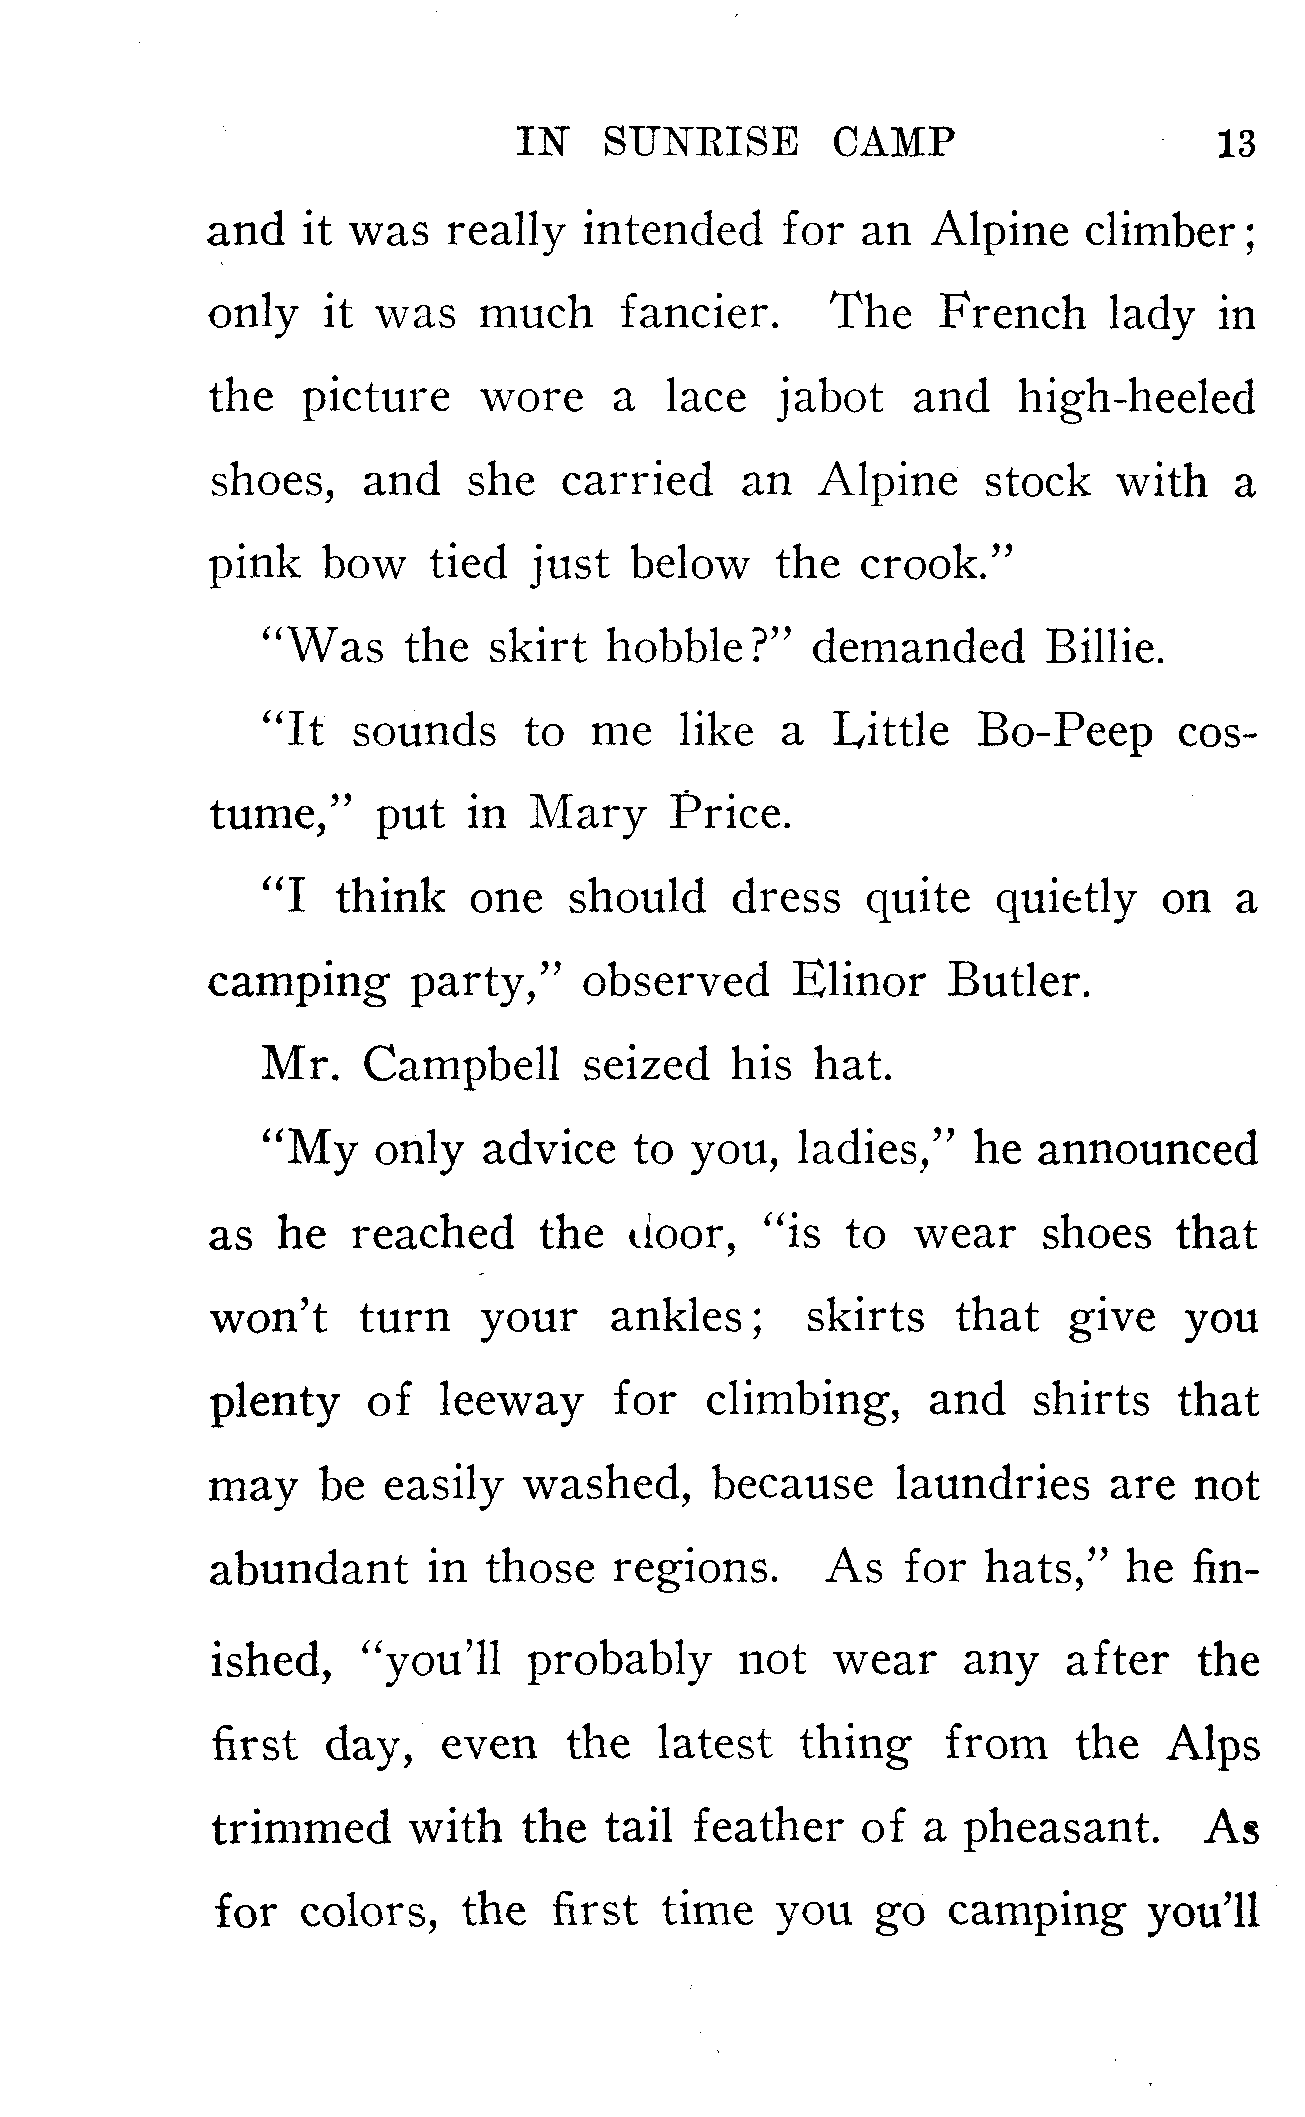 IN SUNRISE CAMP 13
and it was really intended for an Alpine climber;
only it was much fancier. The French lady in
the picture wore a lace jabot and high-heeled
shoes, and she carried an Alpine stock with a
pink bow tied just below the crook."
"Was the skirt hobble?" demanded Billie.
"It sounds to me like a Little Bo-Peep cos-
tume," put in Mary Price.
"I think one should dress quite quietly on a
camping party," observed Elinor Butler.
Mr. Campbell seized his hat.
"My only advice to you, ladies," he announced
as he reached the door, "is to wear shoes that
won't turn your ankles; skirts that give you
plenty of leeway for climbing, and shirts that
may be easily washed, because laundries are not
abundant in those regions. As for hats," he fin-
ished, "you'll probably not wear any after the
first day, even the latest thing from the Alps
trimmed with the tail feather of a pheasant. As
for colors, the first time you go camping you'll